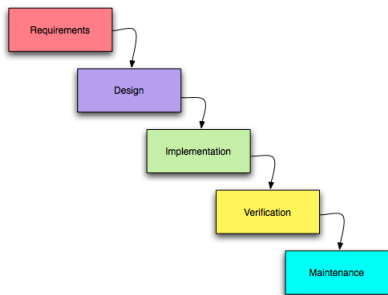 Requirements
Design
Implementation
Verification
Maintenance